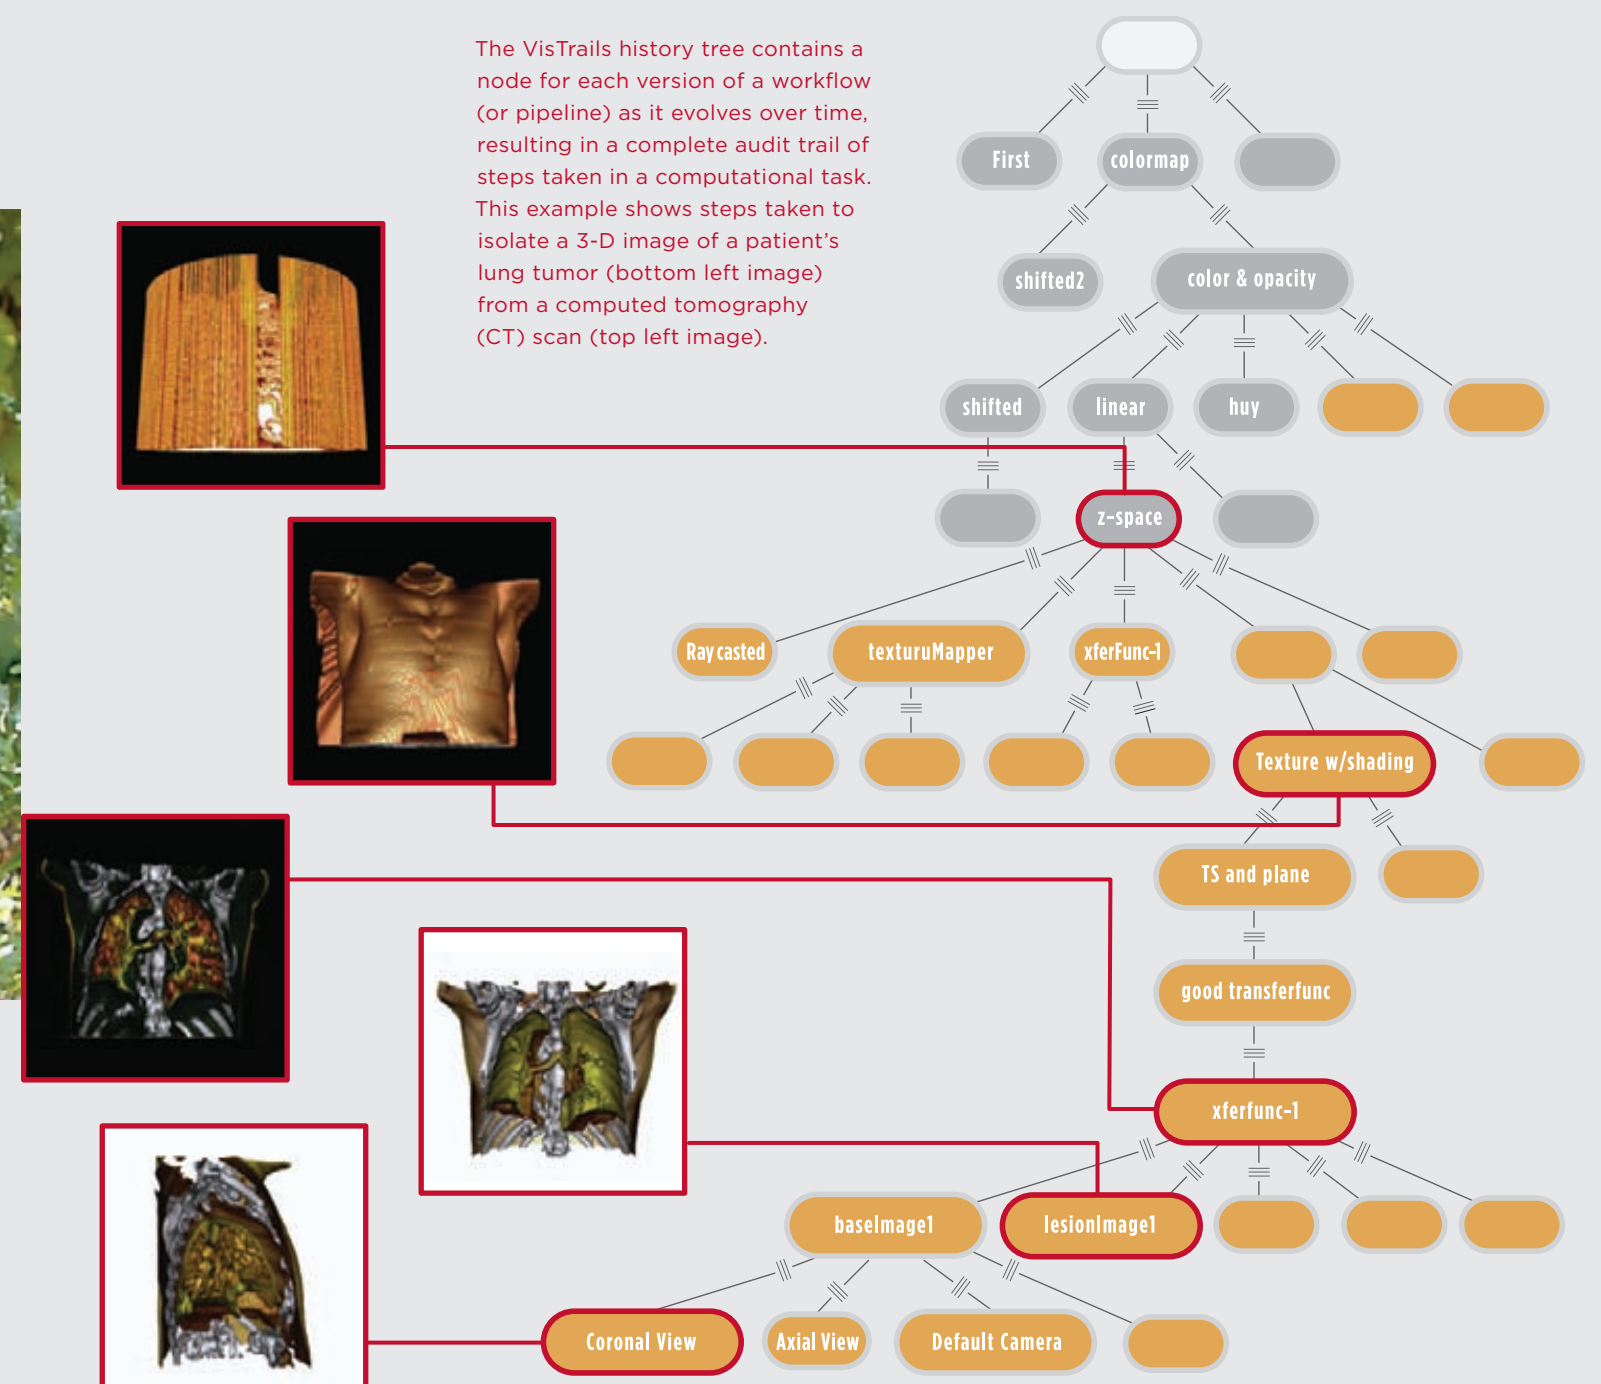 The VisTrails history tree contains a
node for each version of a workflow
(or pipeline) as it evolves over time,
resulting in a complete audit trail of
steps taken in a computational task.
This example shows steps taken to
isolate a 3-D image of a patient’s
lung tumor (bottom left image)
from a computed tomography
(CT) scan (top left image).
First
colormap
shifted2
color & opacity
shifted
linear
huy
z-space
Ray casted
texturuMapper
xferFunc-1
Texture w/shading
TS and plane
good transferfunc
xferfunc-1
baseImage1
lesionImage1
Coronal View
Axial View
Default Camera